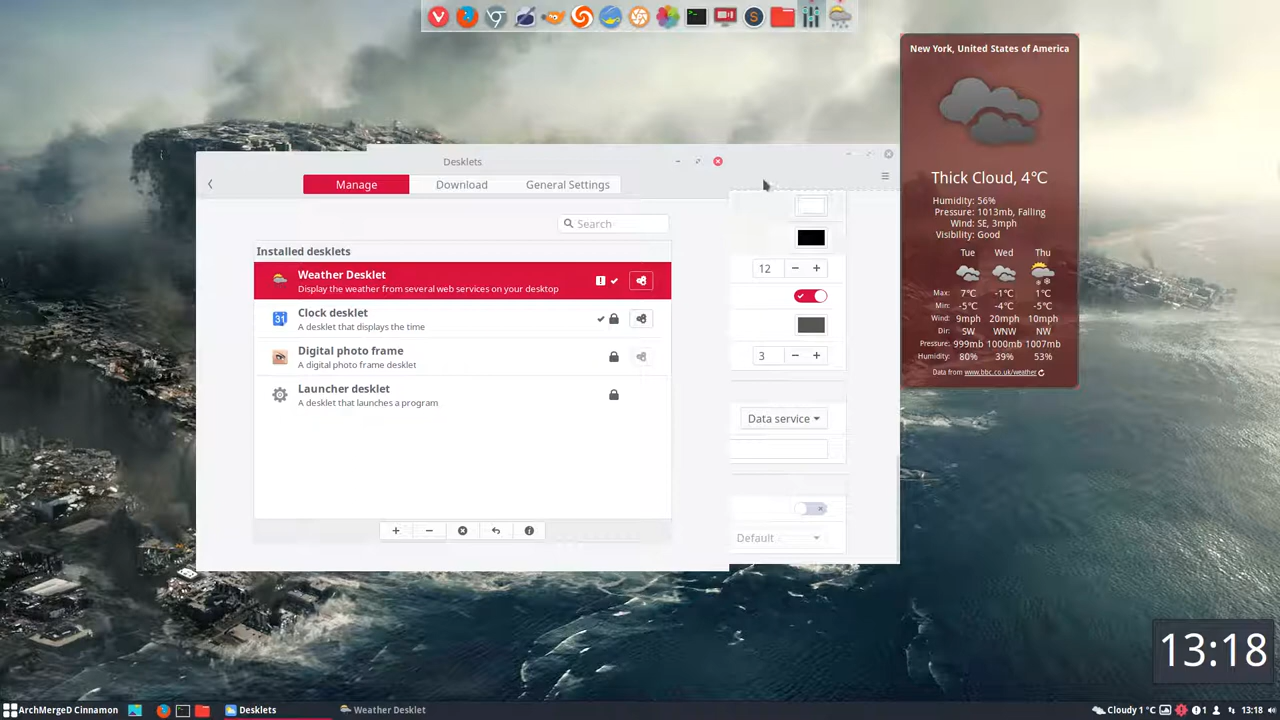 New York, United States of America
Thick Cloud, 4°C
Humidity: 56%
Pressure: 1013mb, Falling
Wind: SE, 3mph
Visibility: Good
Tue Wed Thu
Max: 7°C -1°C 1°C
Min: -5°C -4°C -5°C
Wind: 9mph 20mph 10mph
Dir: SW WNW NW
Pressure: 999mb 1000mb 1007mb
Humidity: 80% 39% 53%
Data from www.bbc.co.uk/weather
Desklets
Manage Download General Settings
Search
Installed desklets
Weather Desklet
Display the weather from several web services on your desktop
31
Clock desklet
A desklet that displays the time
Digital photo frame
A digital photo frame desklet
Launcher desklet
A desklet that launches a program
12
3
Data service
Default
13:18
ArchMergeD Cinnamon Desklets Weather Desklet Cloudy 1 °C 1 13:18